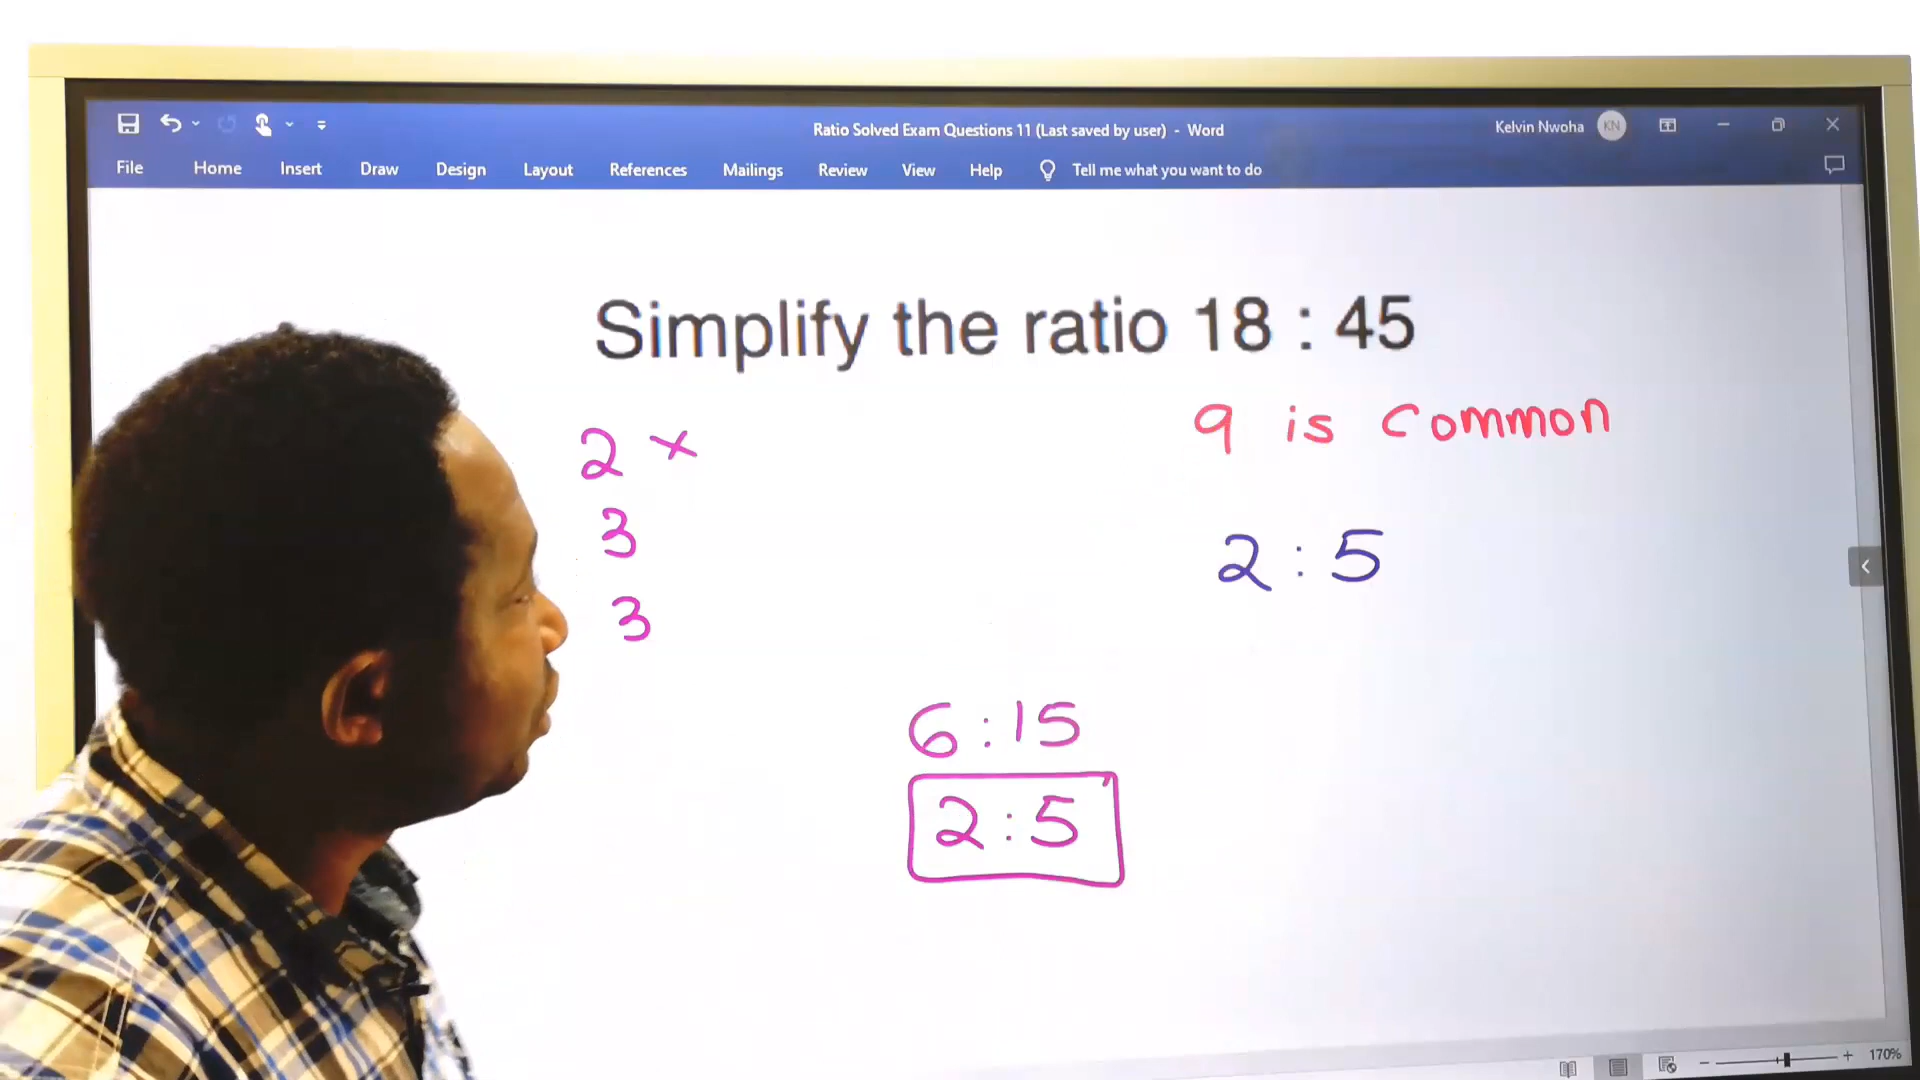 Ratio Solved Exam Questions 11 (Last saved by user) - Word
Kelvin Nwoha KN
File Home Insert Draw Design Layout References Mailings Review View Help Tell me what you want to do
Simplify the ratio 18 : 45
9 is common
2 ×
3
3
2 : 5
6 : 15
2 : 5
170%